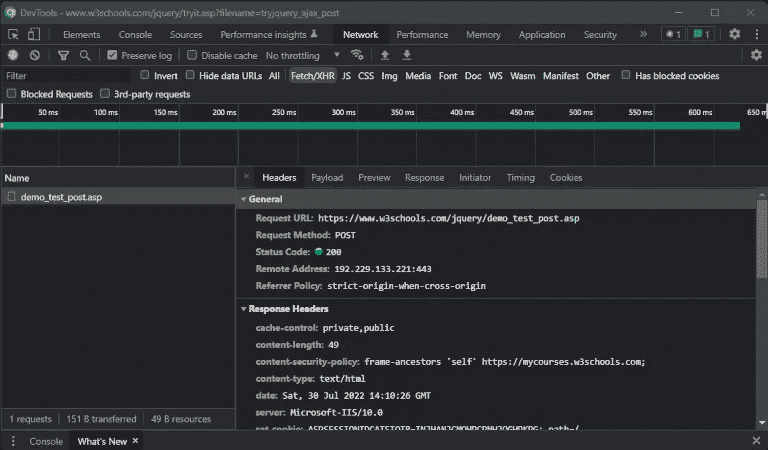 DevTools - www.w3schools.com/jquery/tryit.asp?filename=tryjquery_ajax_post
Elements Console Sources Performance insights Network Performance Memory Application Security » 1 1
Preserve log Disable cache No throttling
Filter Invert Hide data URLs All Fetch/XHR JS CSS Img Media Font Doc WS Wasm Manifest Other Has blocked cookies
Blocked Requests 3rd-party requests
50 ms 100 ms 150 ms 200 ms 250 ms 300 ms 350 ms 400 ms 450 ms 500 ms 550 ms 600 ms 650 m
Name × Headers Payload Preview Response Initiator Timing Cookies
demo_test_post.asp
General
Request URL: https://www.w3schools.com/jquery/demo_test_post.asp
Request Method: POST
Status Code: 200
Remote Address: 192.229.133.221:443
Referrer Policy: strict-origin-when-cross-origin
Response Headers
cache-control: private,public
content-length: 49
content-security-policy: frame-ancestors 'self' https://mycourses.w3schools.com;
content-type: text/html
date: Sat, 30 Jul 2022 14:10:26 GMT
server: Microsoft-IIS/10.0
1 requests 151 B transferred 49 B resources
Console What's New ×